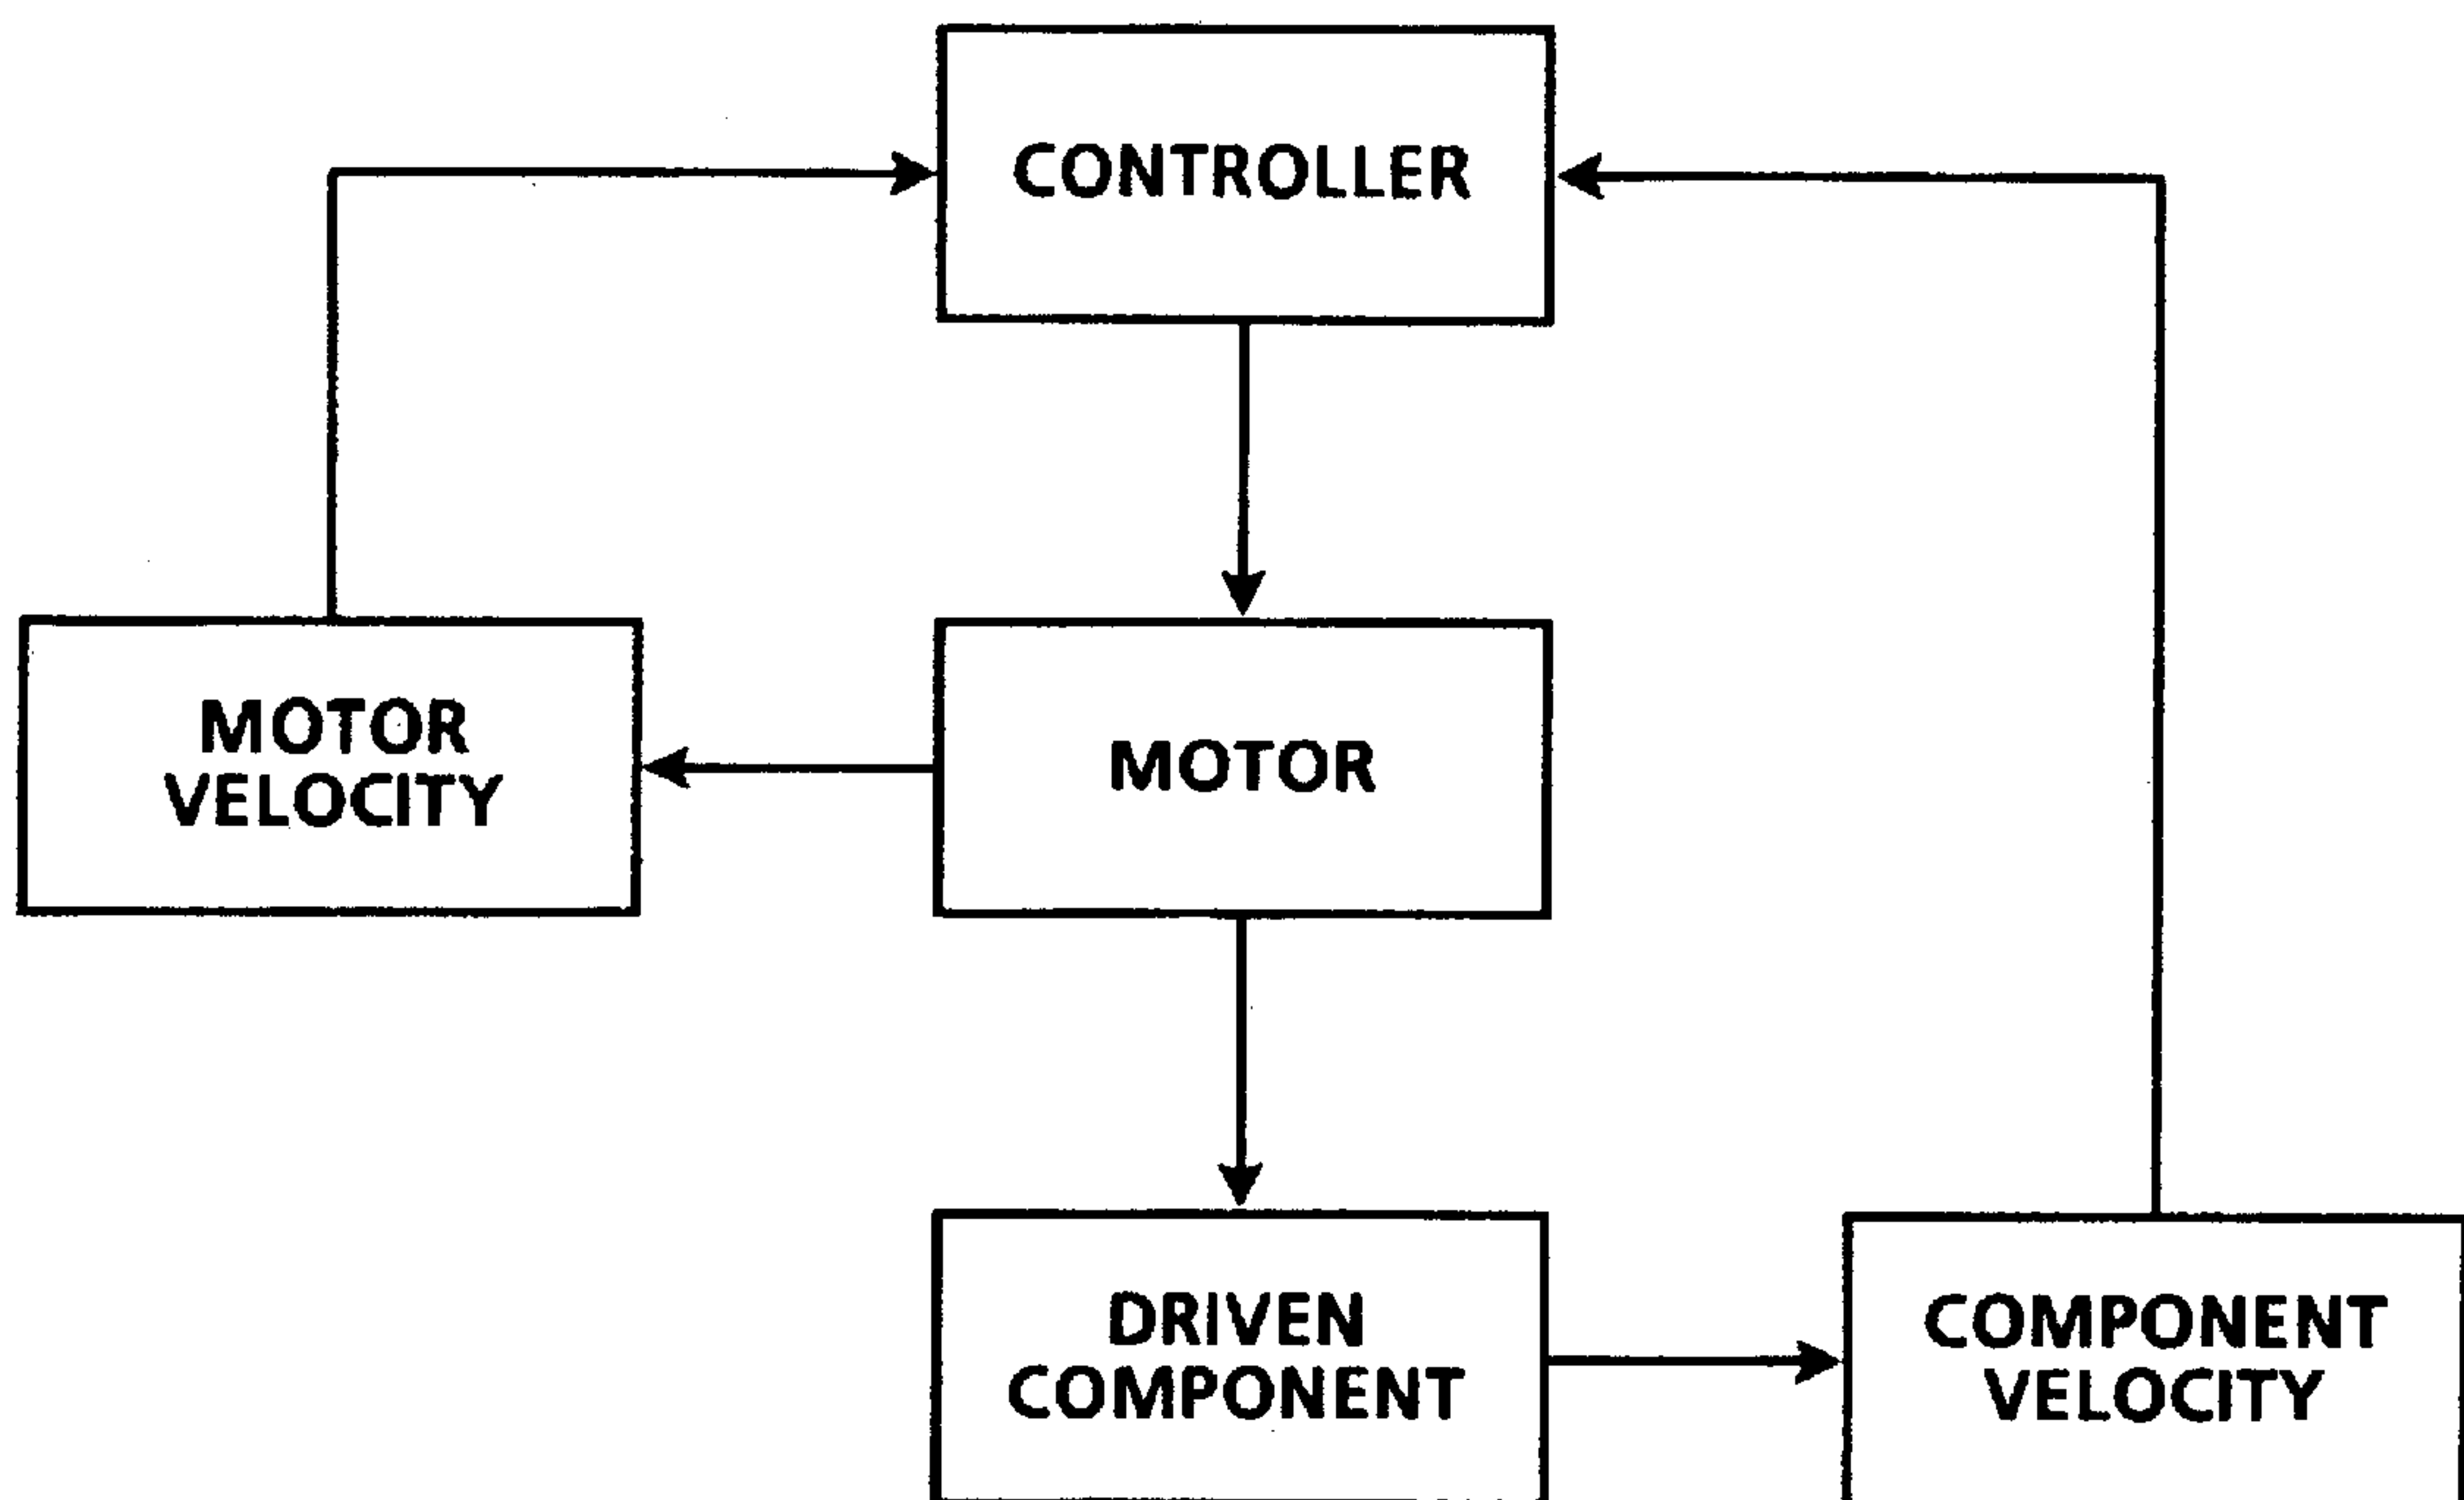 CONTROLLER
MOTOR
VELOCITY
MOTOR
DRIVEN
COMPONENT
COMPONENT
VELOCITY